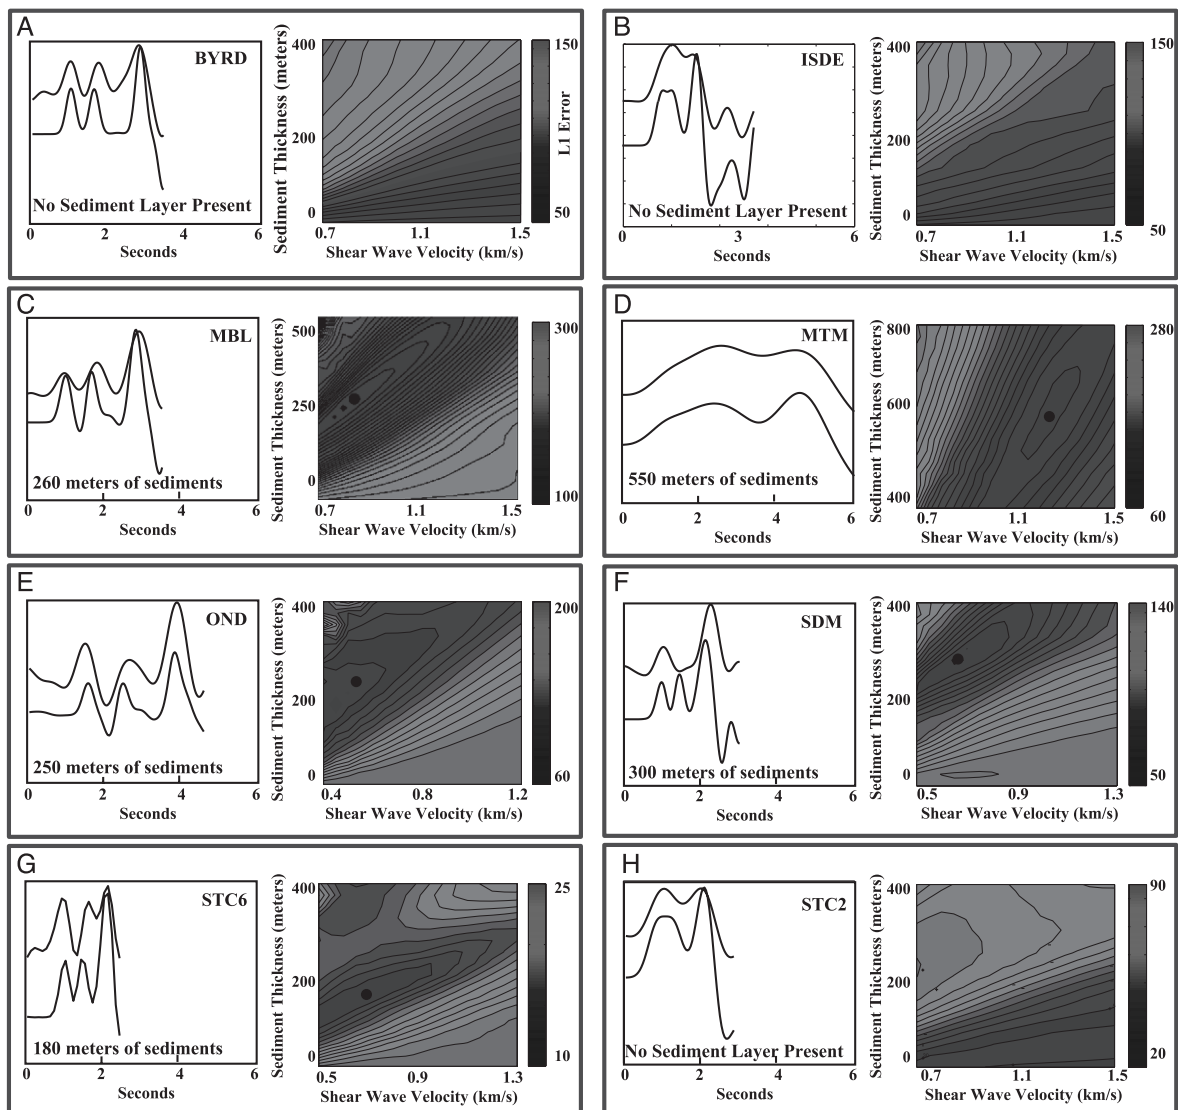 A
BYRD
No Sediment Layer Present
0 2 4 6
Seconds
Sediment Thickness (meters)
400
200
0
0.7 1.1 1.5
Shear Wave Velocity (km/s)
150
L1 Error
50
B
ISDE
No Sediment Layer Present
0 3 6
Seconds
Sediment Thickness (meters)
400
200
0
0.7 1.1 1.5
Shear Wave Velocity (km/s)
150
50
C
MBL
260 meters of sediments
0 2 4 6
Seconds
Sediment Thickness (meters)
500
250
0
0.7 1.1 1.5
Shear Wave Velocity (km/s)
300
100
D
MTM
550 meters of sediments
0 2 4 6
Seconds
Sediment Thickness (meters)
800
600
400
0.7 1.1 1.5
Shear Wave Velocity (km/s)
280
60
E
OND
250 meters of sediments
0 2 4 6
Seconds
Sediment Thickness (meters)
400
200
0
0.4 0.8 1.2
Shear Wave Velocity (km/s)
200
60
F
SDM
300 meters of sediments
0 2 4 6
Seconds
Sediment Thickness (meters)
400
200
0
0.5 0.9 1.3
Shear Wave Velocity (km/s)
140
50
G
STC6
180 meters of sediments
0 2 4 6
Seconds
Sediment Thickness (meters)
400
200
0
0.5 0.9 1.3
Shear Wave Velocity (km/s)
25
10
H
STC2
No Sediment Layer Present
0 2 4 6
Seconds
Sediment Thickness (meters)
400
200
0
0.7 1.1 1.5
Shear Wave Velocity (km/s)
90
20